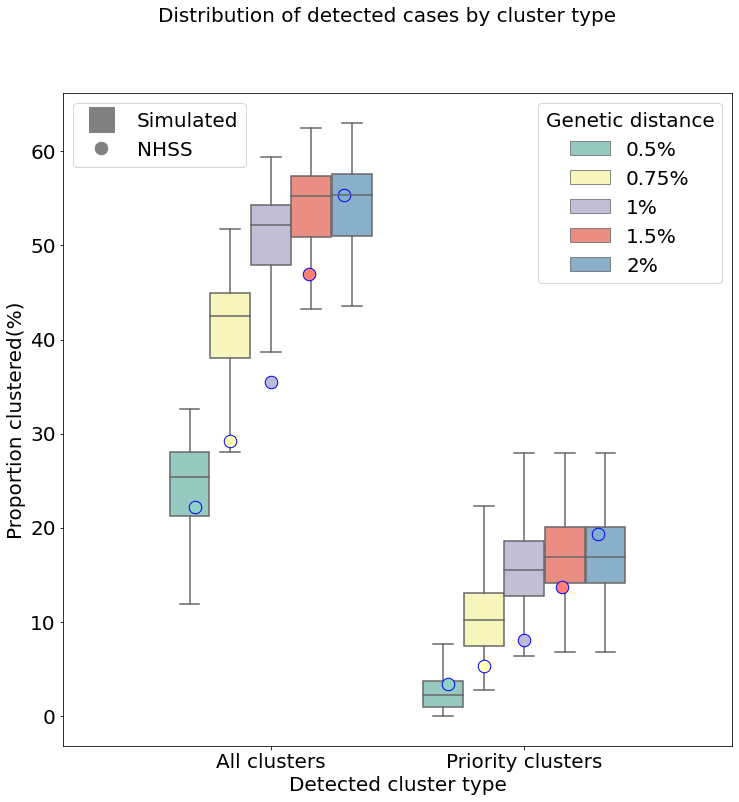 Distribution of detected cases by cluster type
Simulated
NHSS
Genetic distance
0.5%
0.75%
1%
1.5%
2%
Proportion clustered(%)
60
50
40
30
20
10
0
All clusters
Priority clusters
Detected cluster type